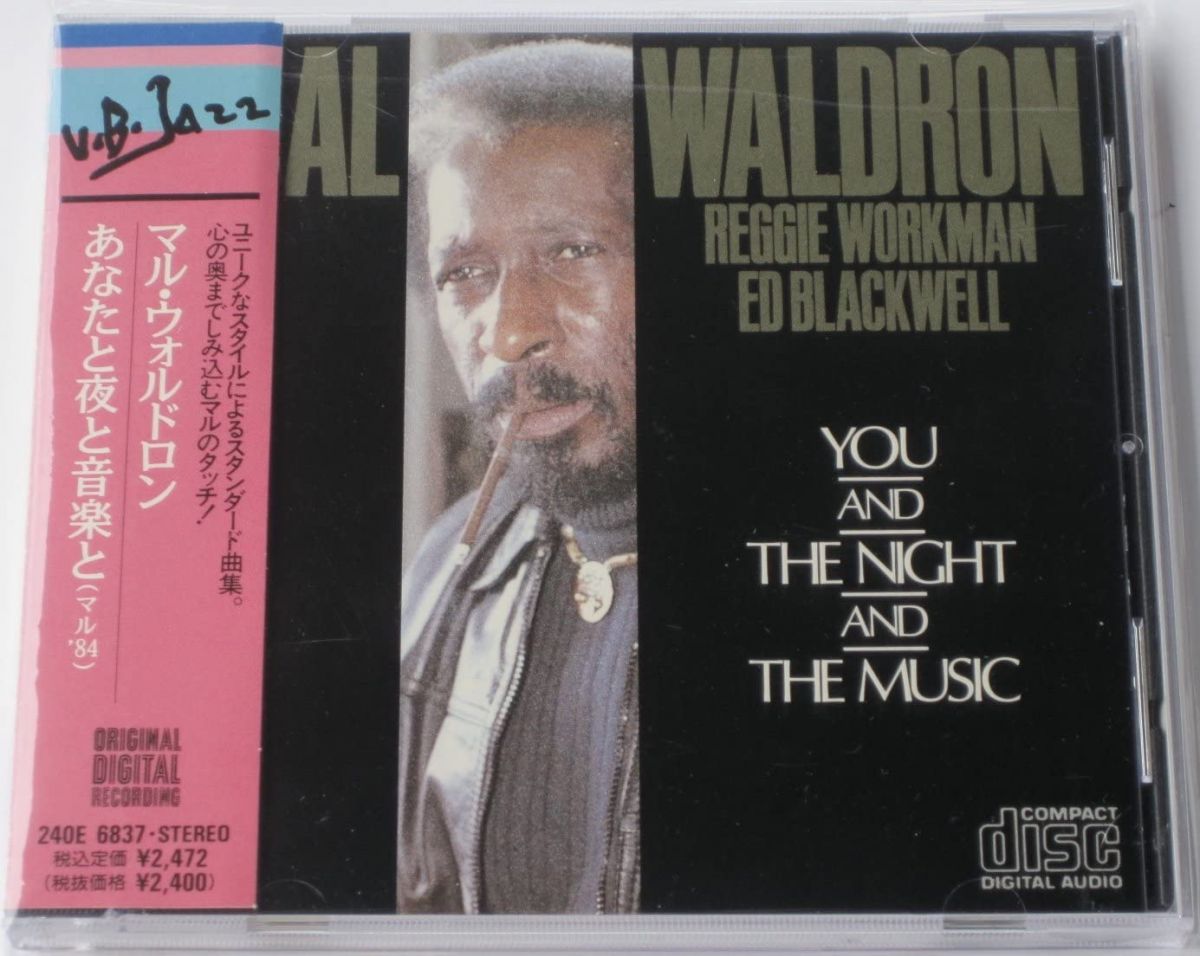 V.B. Jazz
ユニークなスタイルによるスタンダード曲集。
心の奥までしみ込むマルのタッチ!
マル・ウォルドロン
あなたと夜と音楽と(マル'84)
ORIGINAL
DIGITAL
RECORDING
240E 6837・STEREO
税込定価 ¥2,472
(税抜価格 ¥2,400)
AL WALDRON
REGGIE WORKMAN
ED BLACKWELL
YOU
AND
THE NIGHT
AND
THE MUSIC
COMPACT
disc
DIGITAL AUDIO